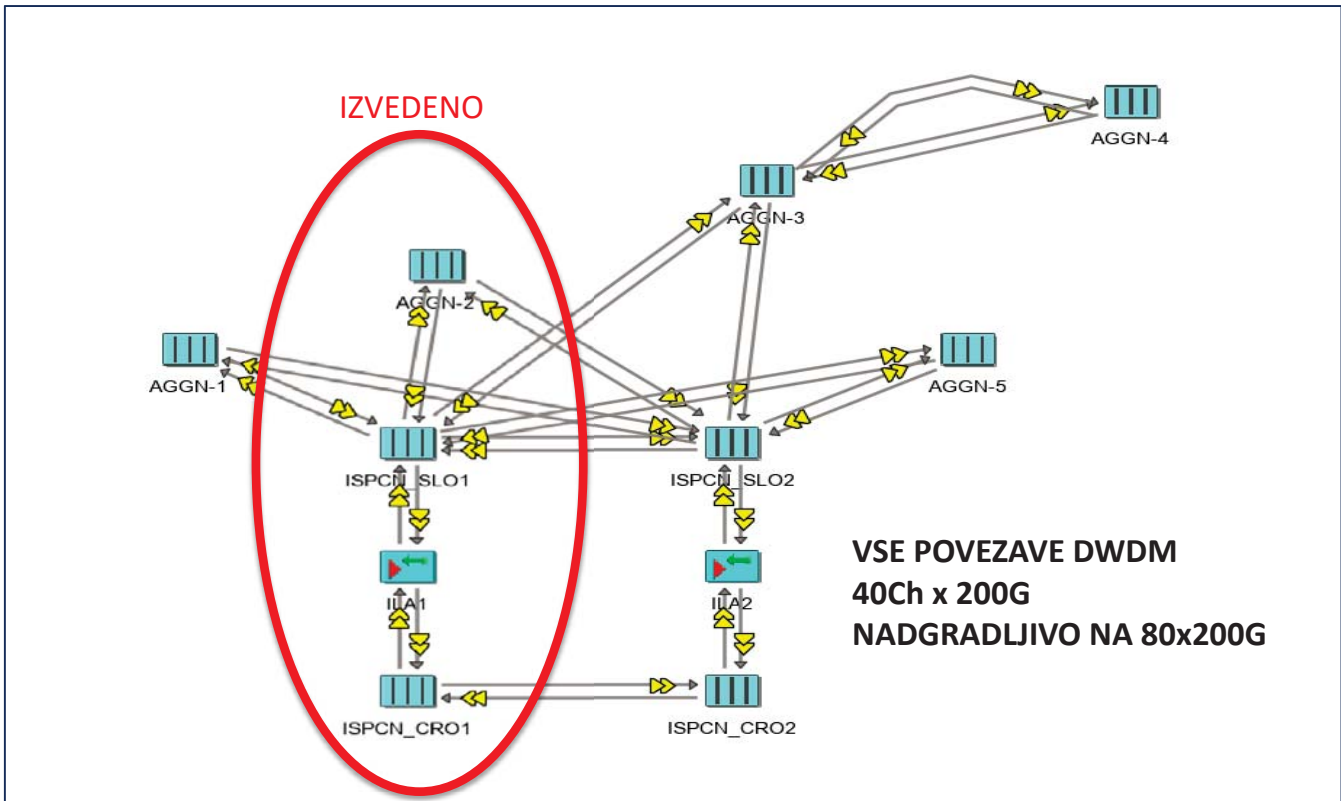 IZVEDENO
AGGN-4
AGGN-3
AGGN-2
AGGN-1
AGGN-5
ISPCN_SLO1
ISPCN_SLO2
ILA1
ILA2
ISPCN_CRO1
ISPCN_CRO2
VSE POVEZAVE DWDM
40Ch x 200G
NADGRADLJIVO NA 80x200G